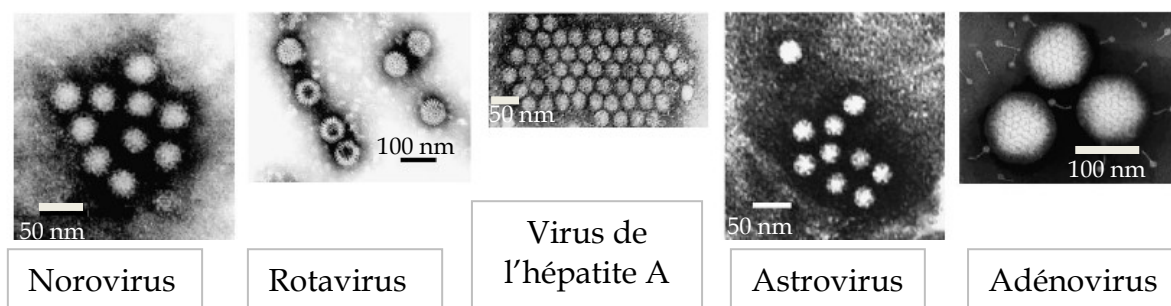 50 nm
100 nm
50 nm
50 nm
100 nm
Norovirus
Rotavirus
Virus de
l’hépatite A
Astrovirus
Adénovirus